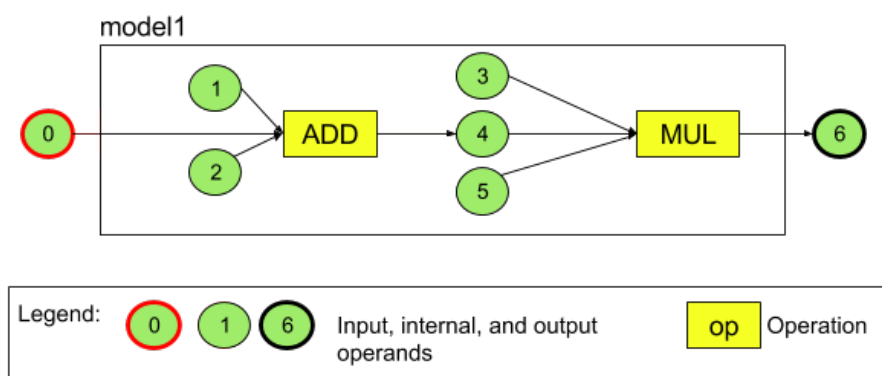 model1
1
3
0
ADD
4
MUL
6
2
5
Legend:
0
1
6
Input, internal, and output
operands
op
Operation